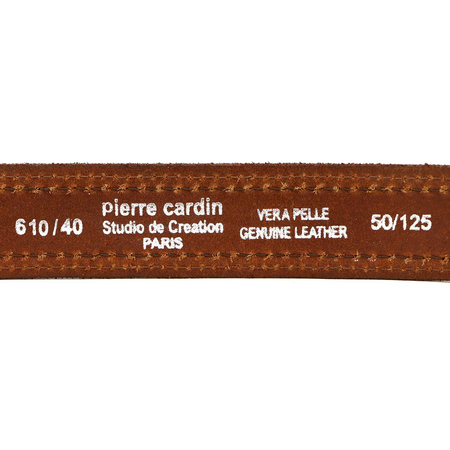 610/40
pierre cardin
Studio de Creation
PARIS
VERA PELLE
GENUINE LEATHER
50/125